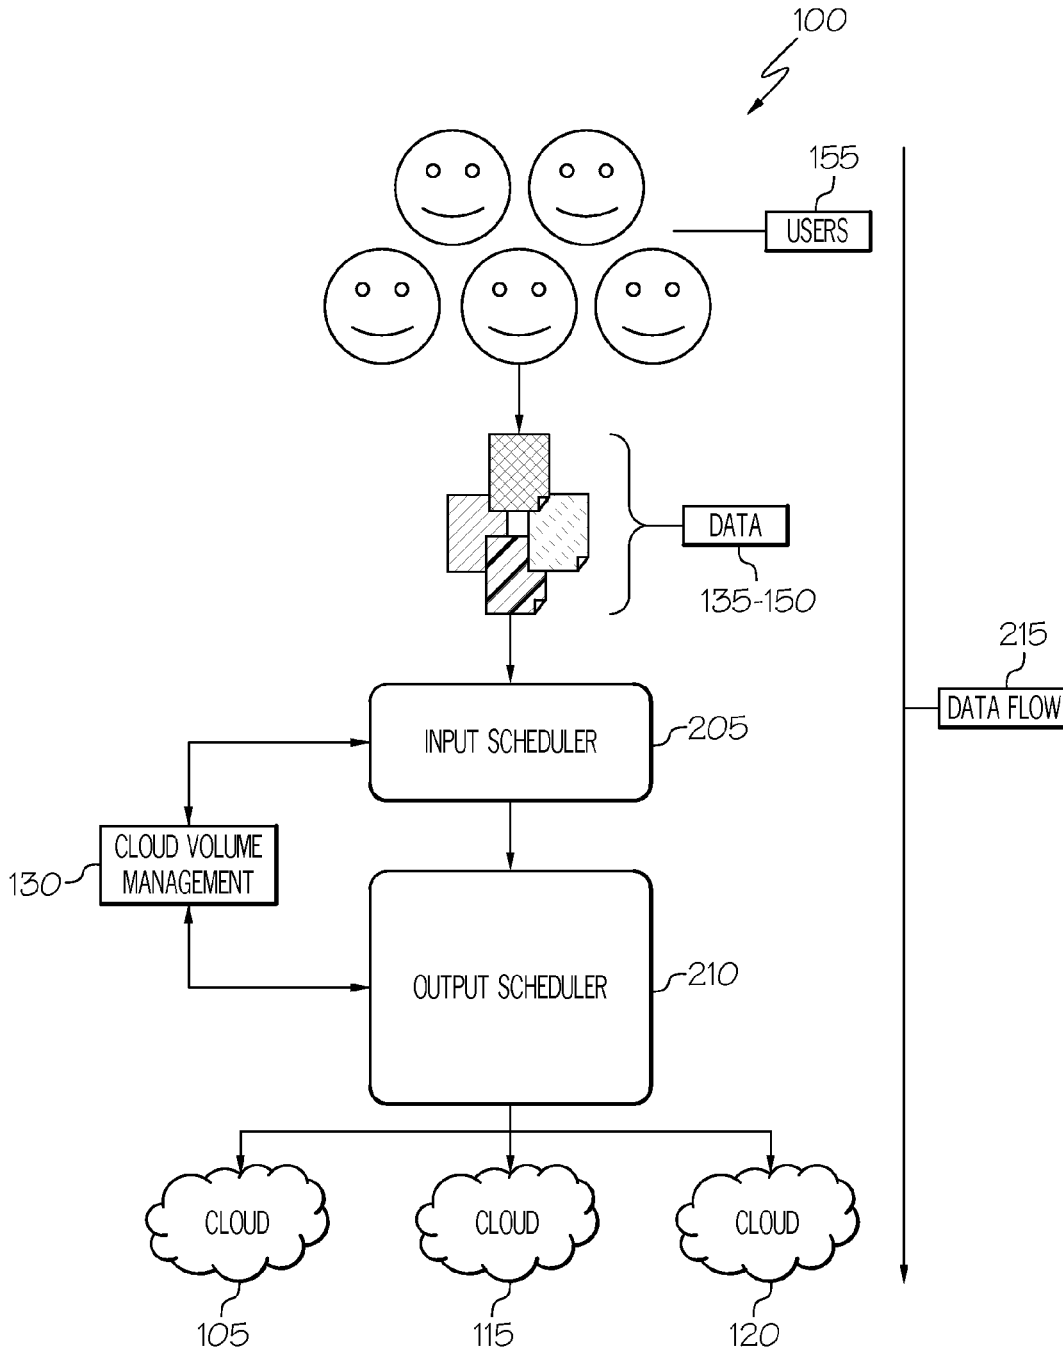 100
155
USERS
DATA
135-150
215
DATA FLOW
INPUT SCHEDULER
205
CLOUD VOLUME
MANAGEMENT
130
OUTPUT SCHEDULER
210
CLOUD
CLOUD
CLOUD
105
115
120